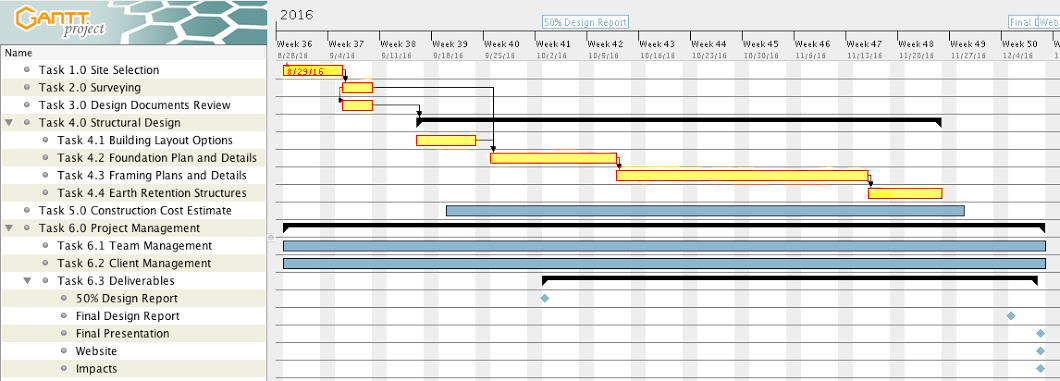 GANTT
project
2016
50% Design Report
Final D
Web
Name
Week 36
Week 37
Week 38
Week 39
Week 40
Week 41
Week 42
Week 43
Week 44
Week 45
Week 46
Week 47
Week 48
Week 49
Week 50
8/28/16
9/4/16
9/11/16
9/18/16
9/25/16
10/2/16
10/9/16
10/16/16
10/23/16
10/30/16
11/6/16
11/13/16
11/20/16
11/27/16
12/4/16
12/
Task 1.0 Site Selection
8/29/16
Task 2.0 Surveying
Task 3.0 Design Documents Review
Task 4.0 Structural Design
Task 4.1 Building Layout Options
Task 4.2 Foundation Plan and Details
Task 4.3 Framing Plans and Details
Task 4.4 Earth Retention Structures
Task 5.0 Construction Cost Estimate
Task 6.0 Project Management
Task 6.1 Team Management
Task 6.2 Client Management
Task 6.3 Deliverables
50% Design Report
Final Design Report
Final Presentation
Website
Impacts